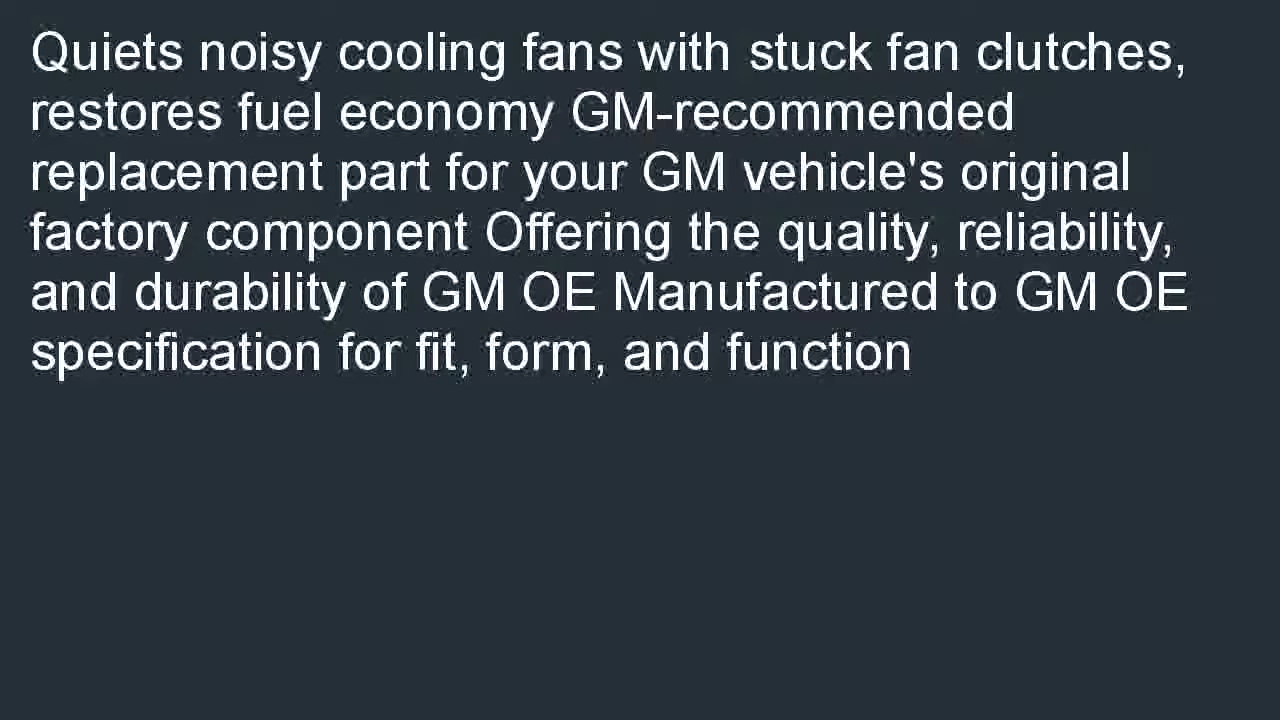 Quiets noisy cooling fans with stuck fan clutches,
restores fuel economy GM-recommended
replacement part for your GM vehicle's original
factory component Offering the quality, reliability,
and durability of GM OE Manufactured to GM OE
specification for fit, form, and function